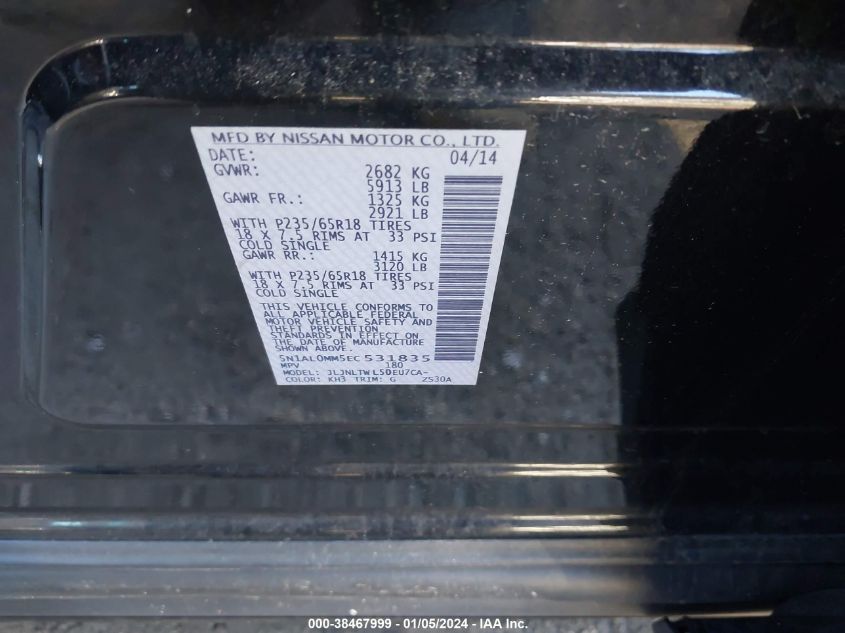 MFD BY NISSAN MOTOR CO., LTD.
DATE: 04/14
GVWR: 2682 KG
5913 LB
GAWR FR.: 1325 KG
2921 LB
WITH P235/65R18 TIRES
18 X 7.5 RIMS AT 33 PSI
COLD SINGLE
GAWR RR.: 1415 KG
3120 LB
WITH P235/65R18 TIRES
18 X 7.5 RIMS AT 33 PSI
COLD SINGLE
THIS VEHICLE CONFORMS TO
ALL APPLICABLE FEDERAL
MOTOR VEHICLE SAFETY AND
THEFT PREVENTION
STANDARDS IN EFFECT ON
THE DATE OF MANUFACTURE
SHOWN ABOVE.
5N1AL0MM5EC531835
MPV 180
MODEL: JLJNLTWL50EU7CA-
COLOR: KH3 TRIM: G Z530A
000-38467999 - 01/05/2024 - IAA Inc.